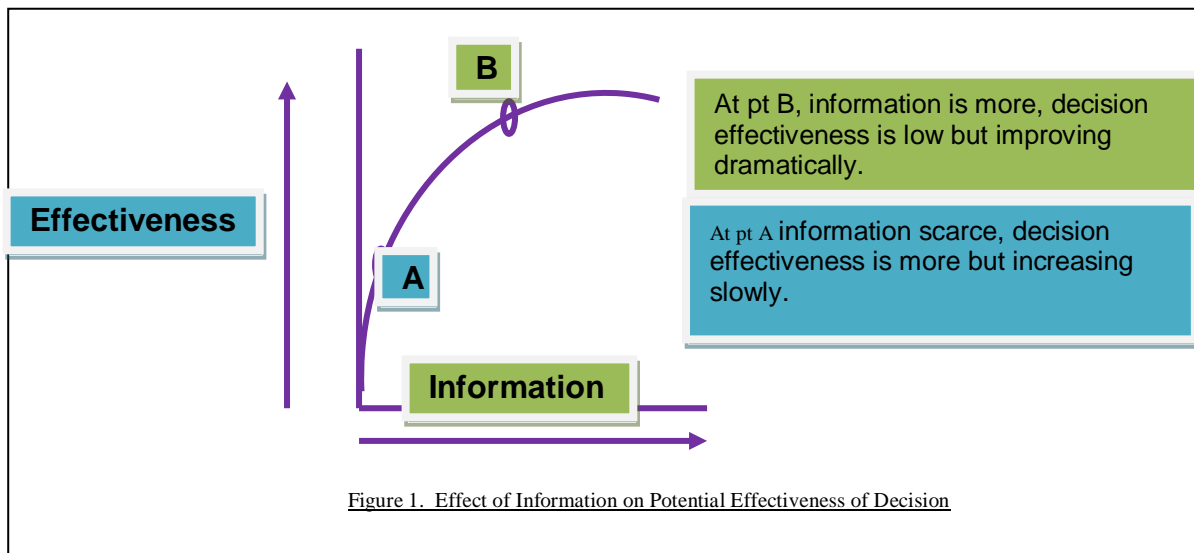 B
At pt B, information is more, decision
effectiveness is low but improving
dramatically.
Effectiveness
At pt A information scarce, decision
effectiveness is more but increasing
slowly.
A
Information
Figure 1.  Effect of Information on Potential Effectiveness of Decision